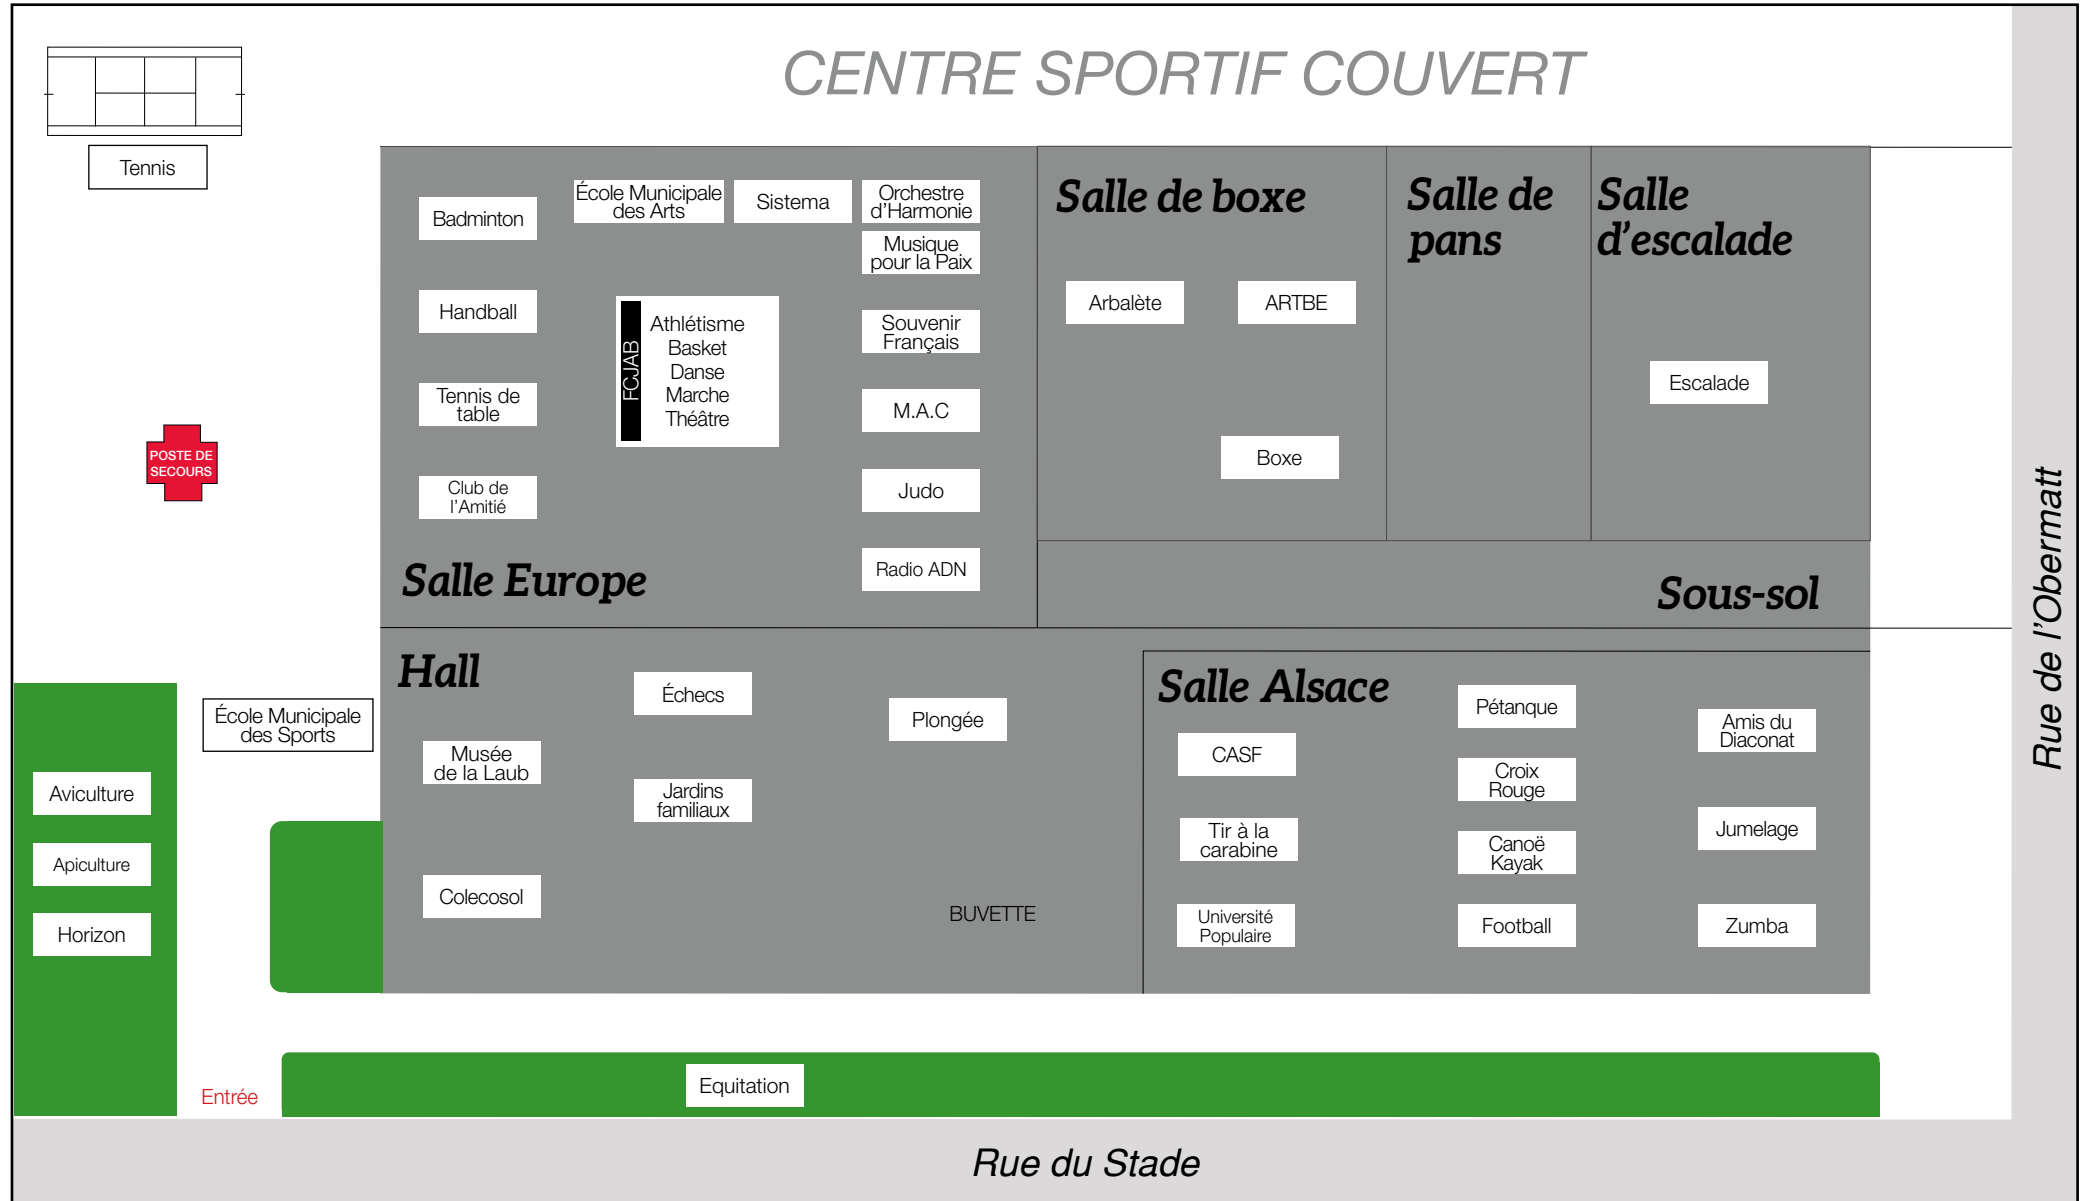 CENTRE SPORTIF COUVERT
Tennis
POSTE DE
SECOURS
Badminton
Handball
Tennis de
table
Club de
l'Amitié
École Municipale
des Arts
Sistema
Orchestre
d'Harmonie
Musique
pour la Paix
FCJAB
Athlétisme
Basket
Danse
Marche
Théâtre
Souvenir
Français
M.A.C
Judo
Radio ADN
Salle Europe
Salle de boxe
Arbalète
ARTBE
Boxe
Salle de
pans
Salle
d'escalade
Escalade
Sous-sol
Rue de l'Obermatt
Hall
Échecs
Plongée
Musée
de la Laub
Jardins
familiaux
Colecosol
BUVETTE
Salle Alsace
CASF
Tir à la
carabine
Université
Populaire
Pétanque
Croix
Rouge
Canoë
Kayak
Football
Amis du
Diaconat
Jumelage
Zumba
École Municipale
des Sports
Aviculture
Apiculture
Horizon
Entrée
Equitation
Rue du Stade